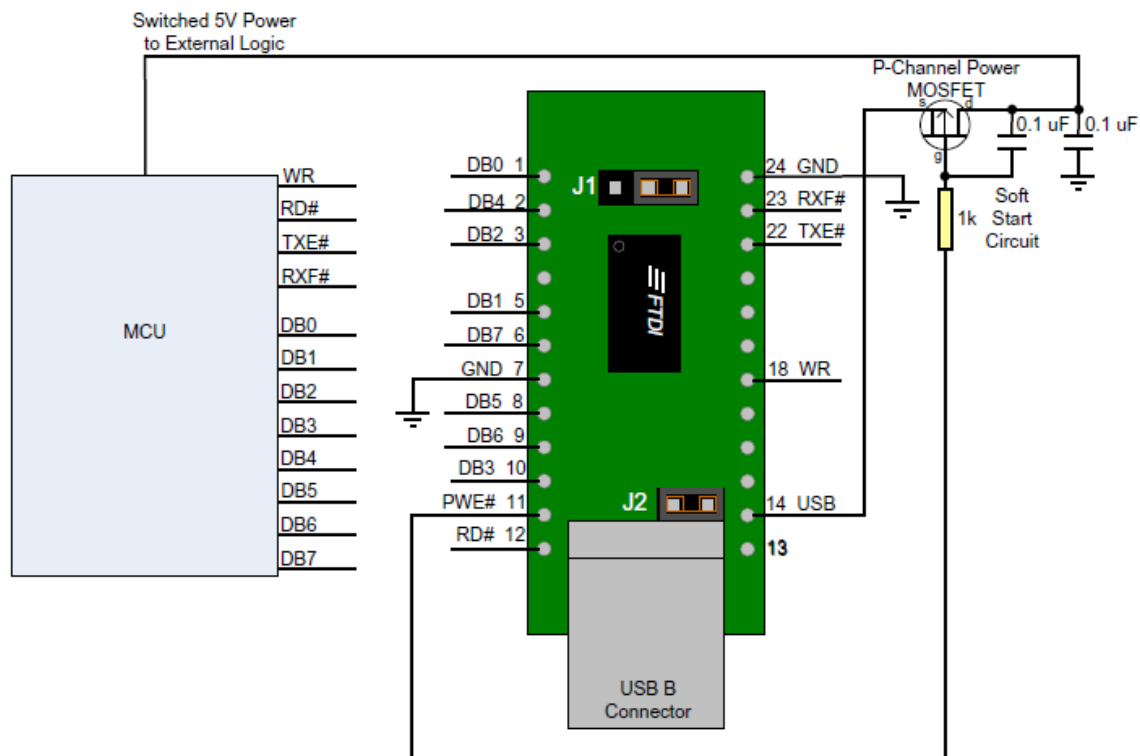 Switched 5V Power
to External Logic
P-Channel Power
MOSFET
s
d
g
0.1 uF
0.1 uF
1k
Soft
Start
Circuit
MCU
WR
RD#
TXE#
RXF#
DB0
DB1
DB2
DB3
DB4
DB5
DB6
DB7
DB0 1
DB4 2
DB2 3
DB1 5
DB7 6
GND 7
DB5 8
DB6 9
DB3 10
PWE# 11
RD# 12
J1
FTDI
J2
24 GND
23 RXF#
22 TXE#
18 WR
14 USB
13
USB B
Connector